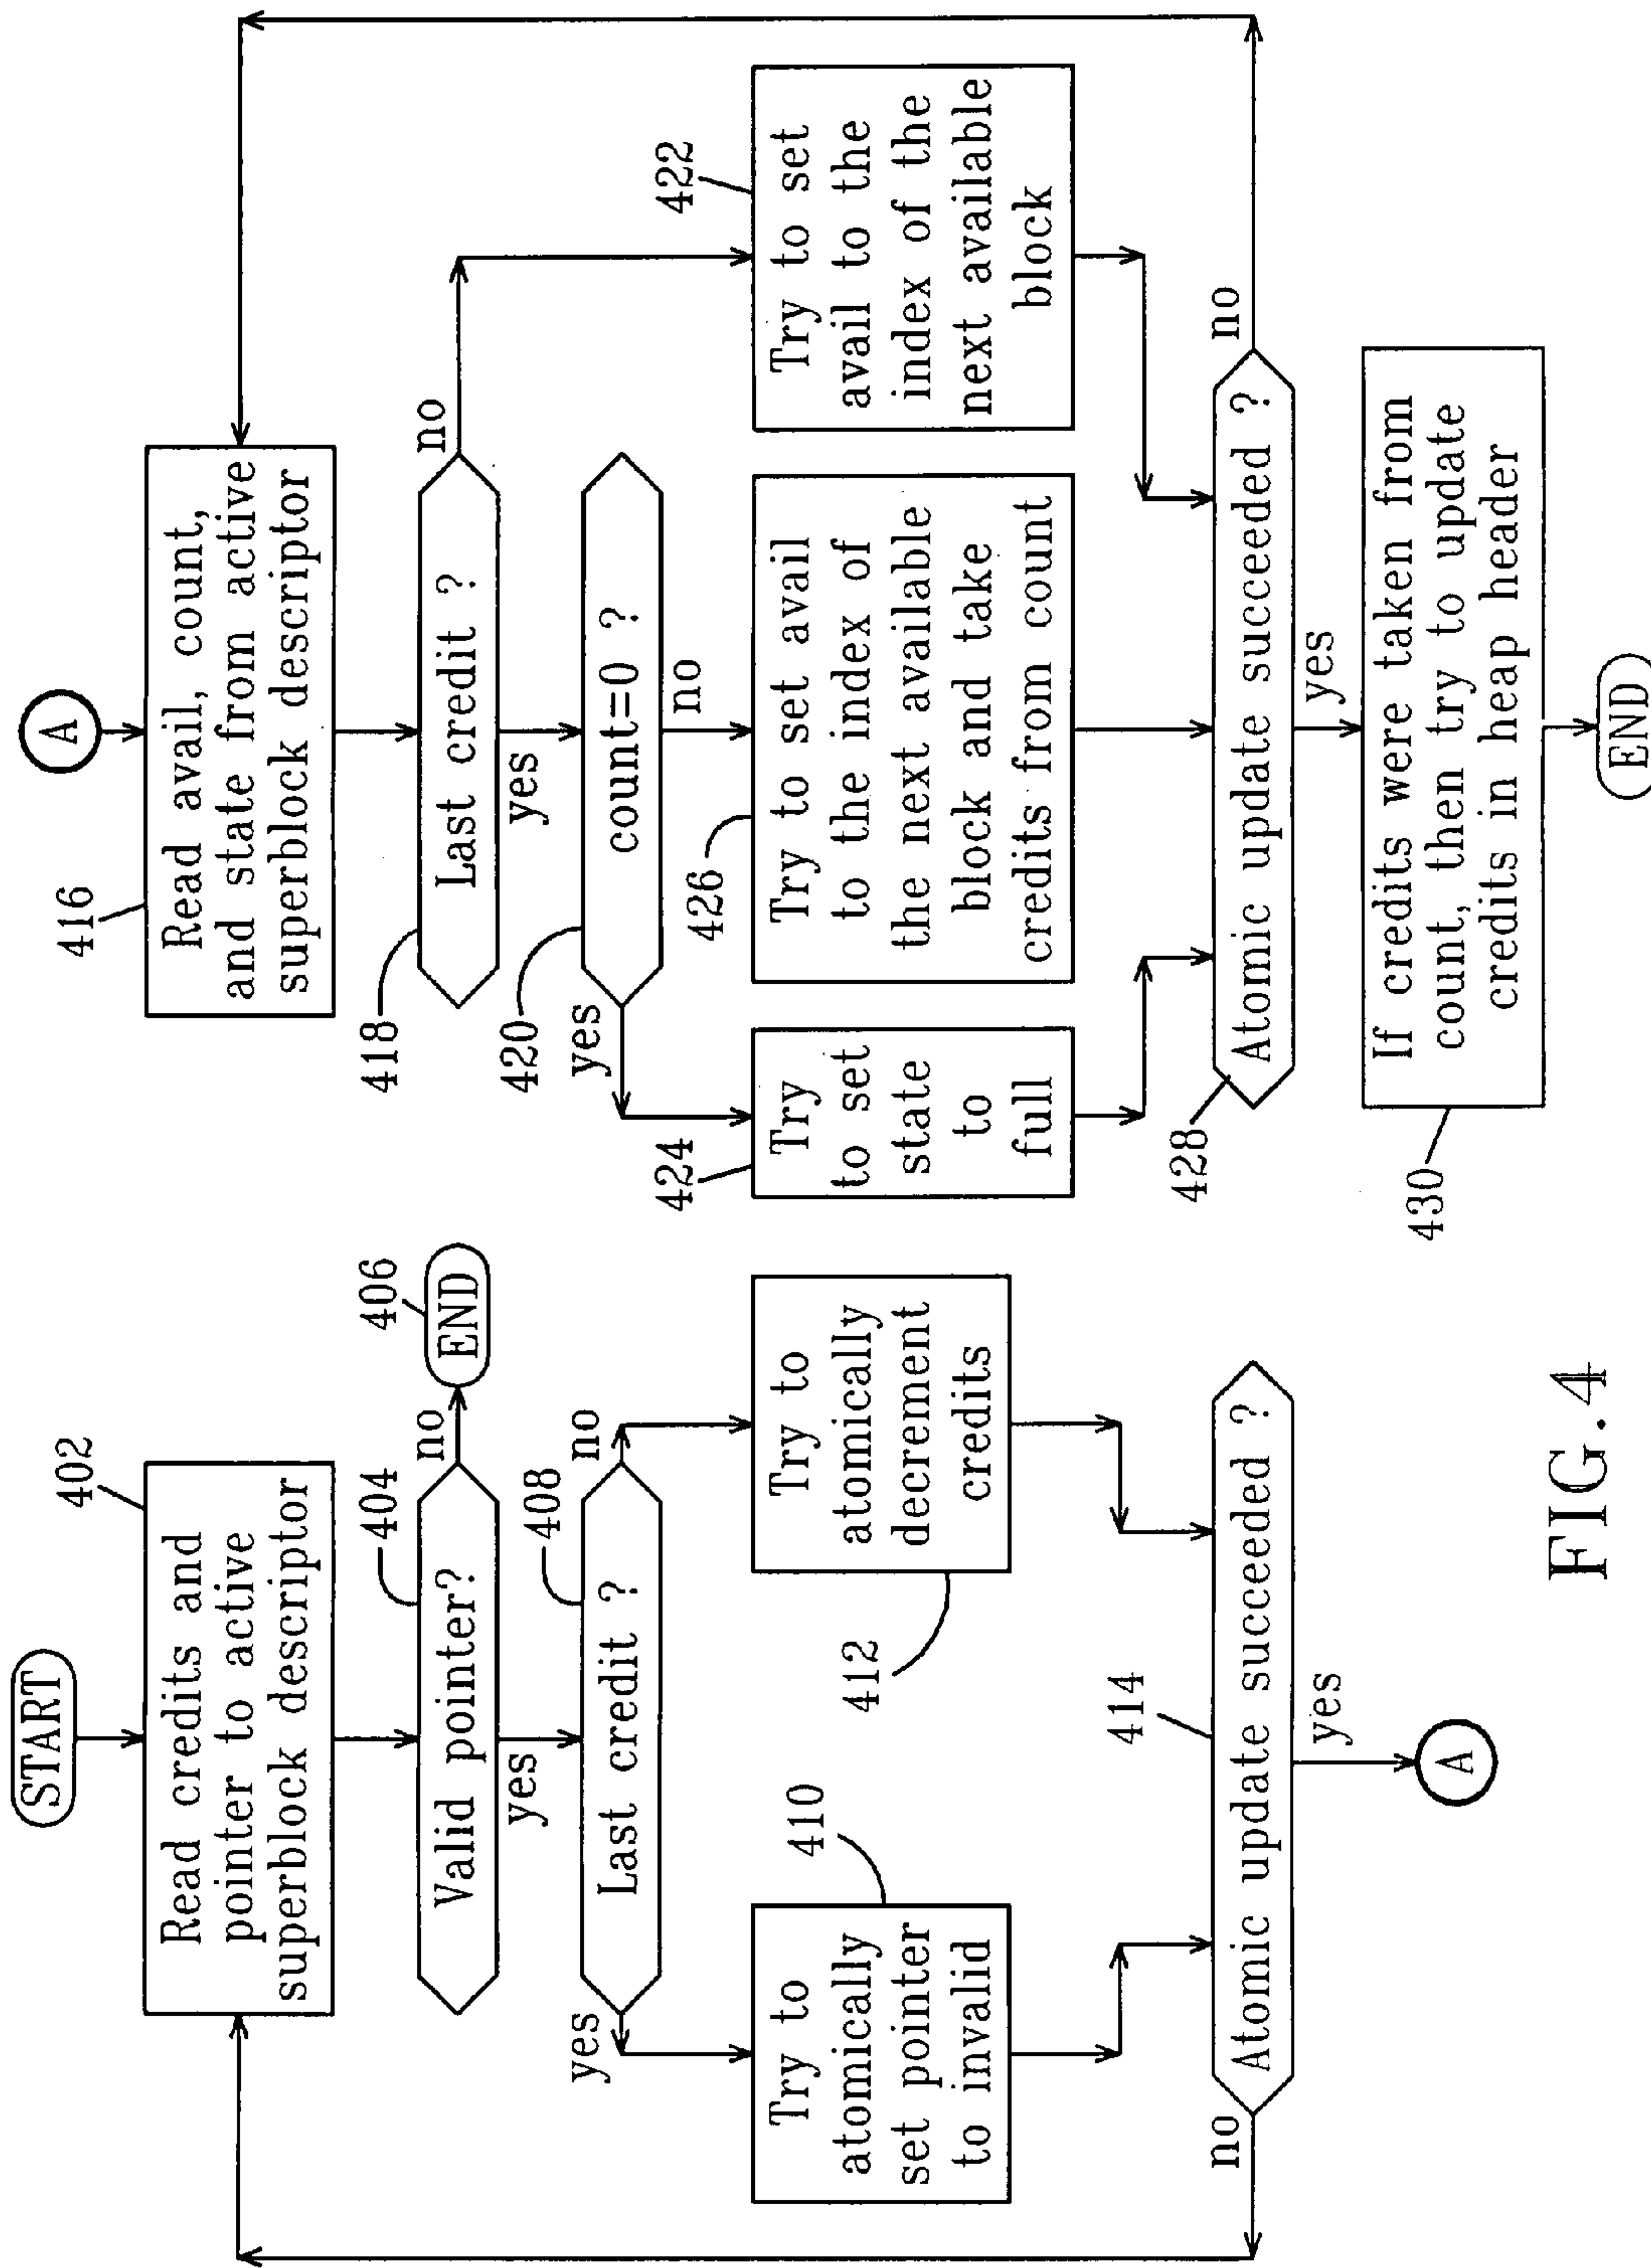 START
402
Read credits and
pointer to active
superblock descriptor
404
Valid pointer?
no
406
END
yes
408
Last credit ?
yes
no
410
Try to
atomically
set pointer
to invalid
412
Try to
atomically
decrement
credits
414
Atomic update succeeded ?
no
yes
A
A
416
Read avail, count,
and state from active
superblock descriptor
418
Last credit ?
no
yes
420
count=0 ?
yes
no
424
Try
to set
state
to
full
426
Try to set avail
to the index of
the next available
block and take
credits from count
422
Try to set
avail to the
index of the
next available
block
428
Atomic update succeeded ?
no
yes
430
If credits were taken from
count, then try to update
credits in heap header
END
FIG.4